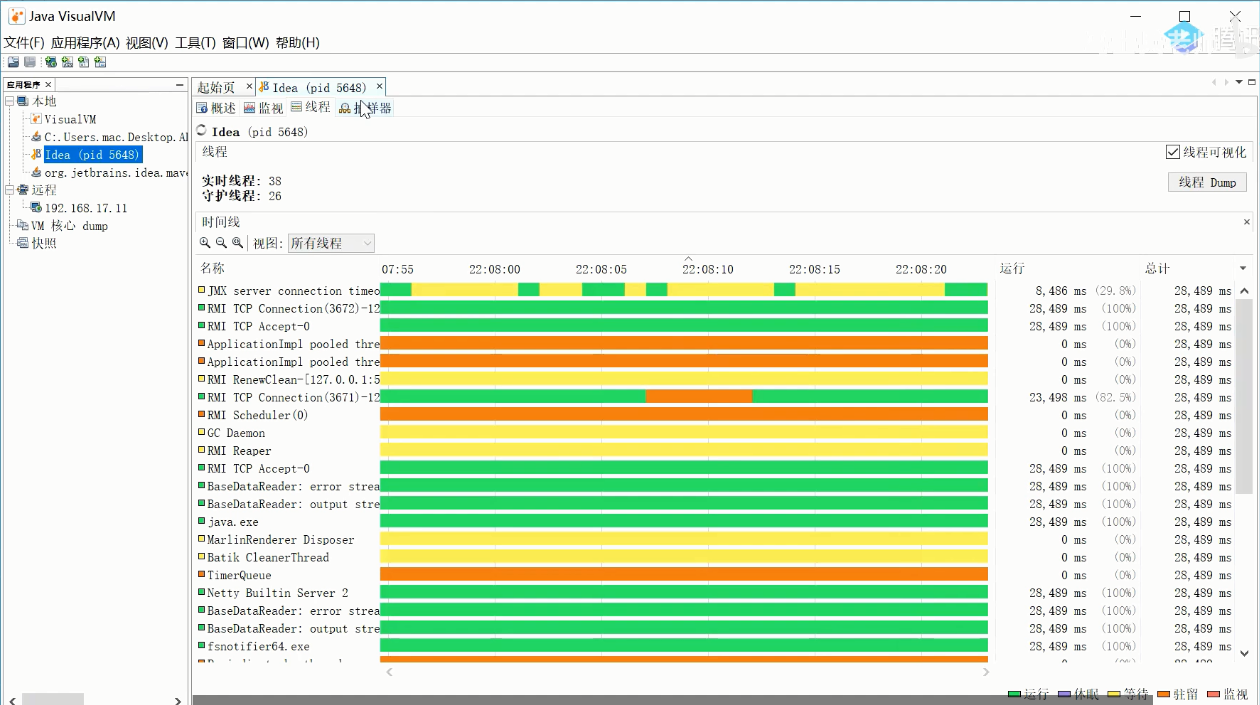 Java VisualVM
文件(F) 应用程序(A) 视图(V) 工具(T) 窗口(W) 帮助(H)
应用程序 ×
本地
VisualVM
C:.Users.mac.Desktop.A
Idea (pid 5648)
org.jetbrains.idea.mave
远程
192.168.17.11
VM 核心 dump
快照
起始页 × Idea (pid 5648) ×
概述 监视 线程 抽样器
Idea (pid 5648)
线程
线程可视化
实时线程: 38
守护线程: 26
线程 Dump
时间线
视图: 所有线程
名称 07:55 22:08:00 22:08:05 22:08:10 22:08:15 22:08:20 运行 总计
JMX server connection timeo 8,486 ms (29.8%) 28,489 ms
RMI TCP Connection(3672)-12 28,489 ms (100%) 28,489 ms
RMI TCP Accept-0 28,489 ms (100%) 28,489 ms
ApplicationImpl pooled thre 0 ms (0%) 28,489 ms
ApplicationImpl pooled thre 0 ms (0%) 28,489 ms
RMI RenewClean-[127.0.0.1:5 0 ms (0%) 28,489 ms
RMI TCP Connection(3671)-12 23,498 ms (82.5%) 28,489 ms
RMI Scheduler(0) 0 ms (0%) 28,489 ms
GC Daemon 0 ms (0%) 28,489 ms
RMI Reaper 0 ms (0%) 28,489 ms
RMI TCP Accept-0 28,489 ms (100%) 28,489 ms
BaseDataReader: error strea 28,489 ms (100%) 28,489 ms
BaseDataReader: output stre 28,489 ms (100%) 28,489 ms
java.exe 28,489 ms (100%) 28,489 ms
MarlinRenderer Disposer 0 ms (0%) 28,489 ms
Batik CleanerThread 0 ms (0%) 28,489 ms
TimerQueue 0 ms (0%) 28,489 ms
Netty Builtin Server 2 28,489 ms (100%) 28,489 ms
BaseDataReader: error strea 28,489 ms (100%) 28,489 ms
BaseDataReader: output stre 28,489 ms (100%) 28,489 ms
fsnotifier64.exe 28,489 ms (100%) 28,489 ms
运行 休眠 等待 驻留 监视